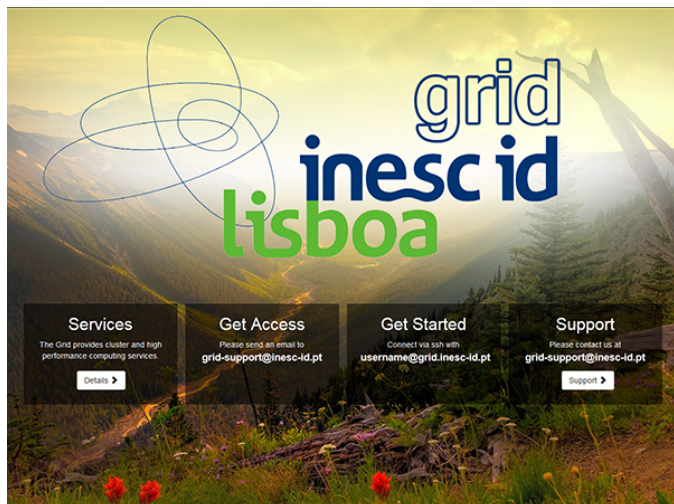 grid
inesc id
lisboa
Services
The Grid provides cluster and high
performance computing services.
Details
Get Access
Please send an email to
grid-support@inesc-id.pt
Get Started
Connect via ssh with
username@grid.inesc-id.pt
Support
Please contact us at
grid-support@inesc-id.pt
Support